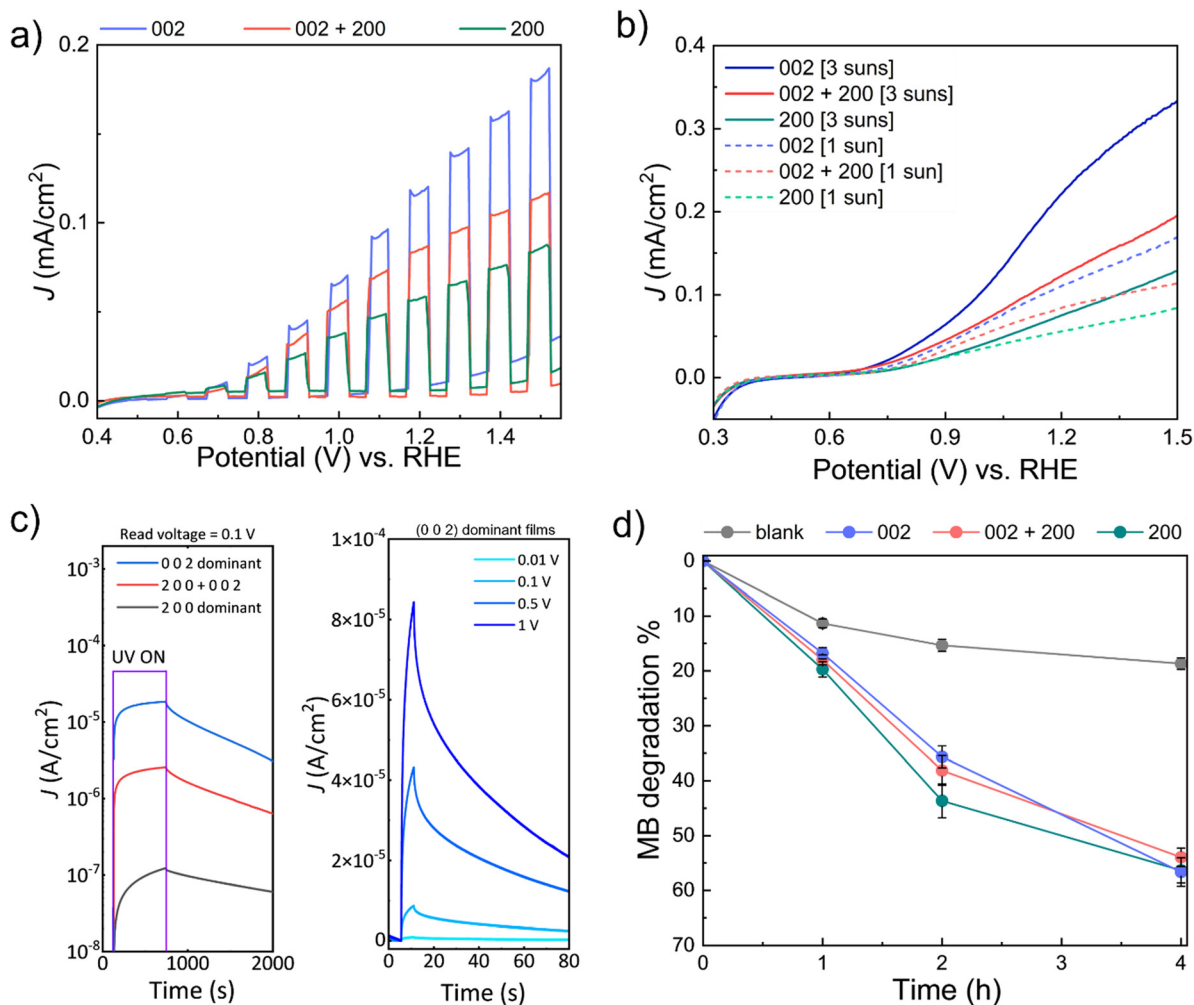 a)
002
002 + 200
200
0.2
0.1
0.0
J (mA/cm²)
0.4
0.6
0.8
1.0
1.2
1.4
Potential (V) vs. RHE
b)
002 [3 suns]
002 + 200 [3 suns]
200 [3 suns]
002 [1 sun]
002 + 200 [1 sun]
200 [1 sun]
0.4
0.3
0.2
0.1
0.0
J (mA/cm²)
0.3
0.6
0.9
1.2
1.5
Potential (V) vs. RHE
c)
Read voltage = 0.1 V
0 0 2 dominant
2 0 0 + 0 0 2
2 0 0 dominant
UV ON
10⁻³
10⁻⁴
10⁻⁵
10⁻⁶
10⁻⁷
10⁻⁸
J (A/cm²)
0
1000
2000
Time (s)
(0 0 2) dominant films
0.01 V
0.1 V
0.5 V
1 V
1×10⁻⁴
8×10⁻⁵
6×10⁻⁵
4×10⁻⁵
2×10⁻⁵
0
J (A/cm²)
0
20
40
60
80
Time (s)
d)
blank
002
002 + 200
200
0
10
20
30
40
50
60
70
MB degradation %
0
1
2
3
4
Time (h)